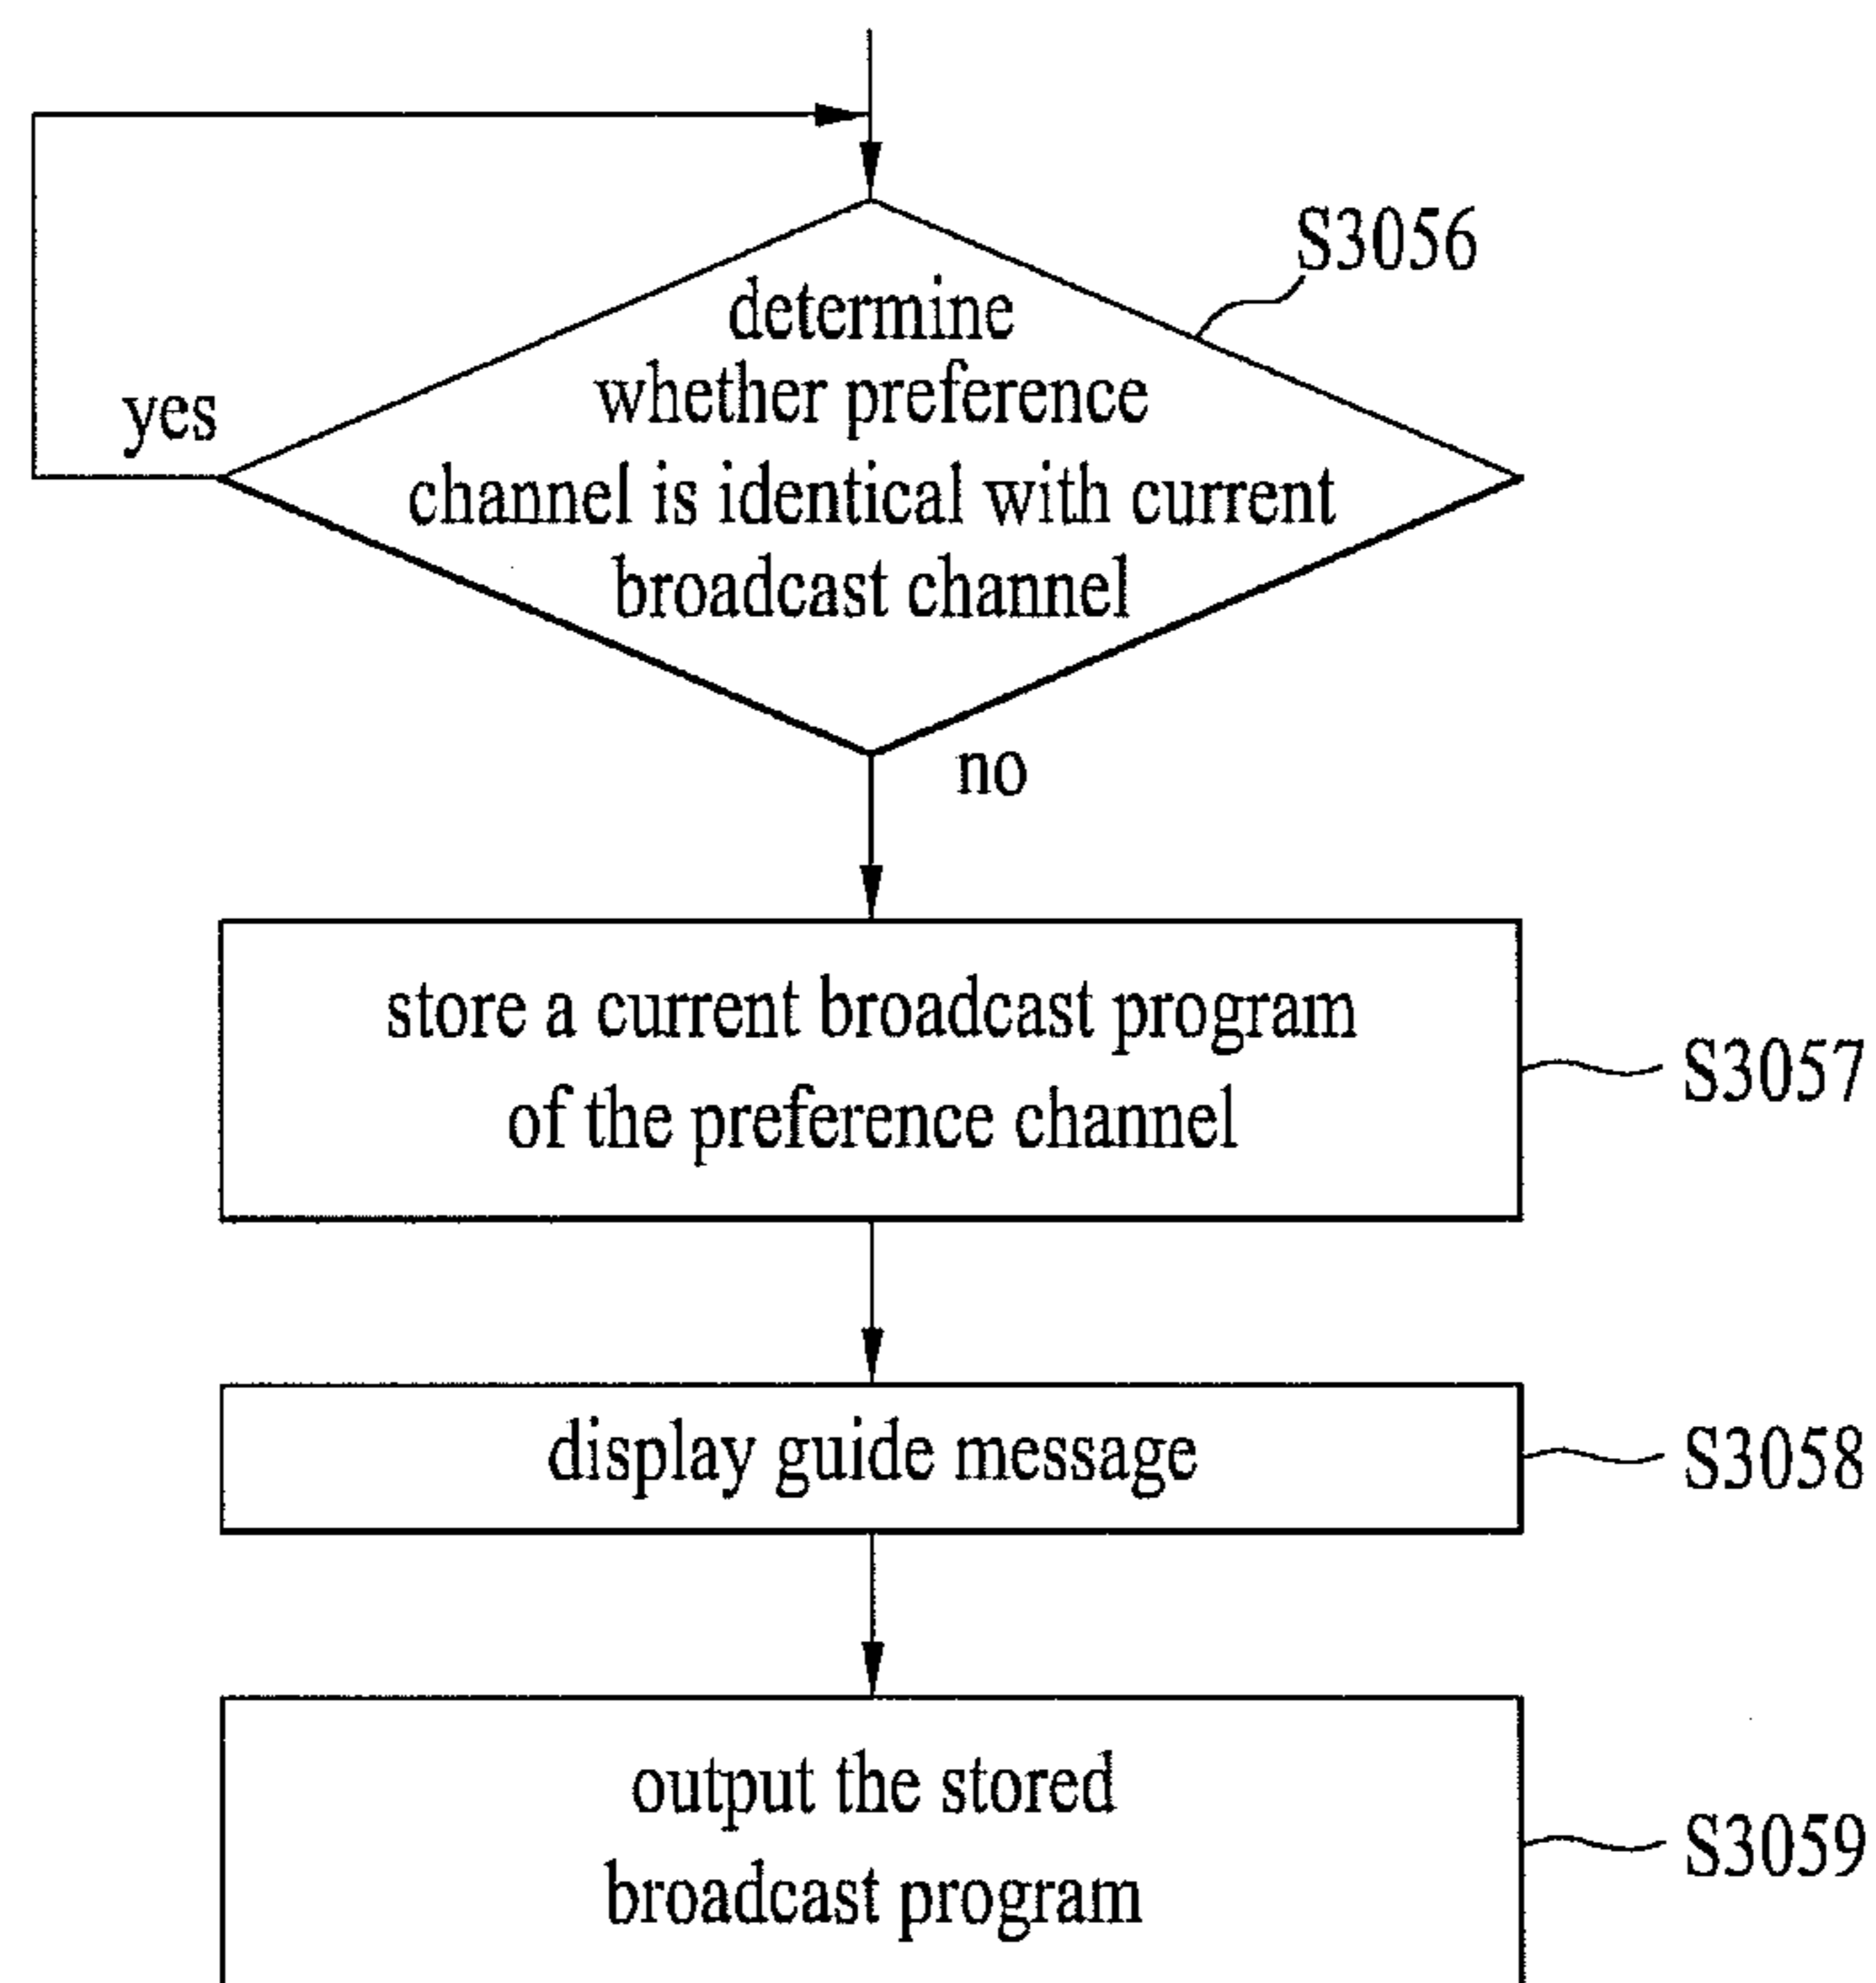 S3056
determine
whether preference
channel is identical with current
broadcast channel
yes
no
store a current broadcast program
of the preference channel
S3057
display guide message
S3058
output the stored
broadcast program
S3059